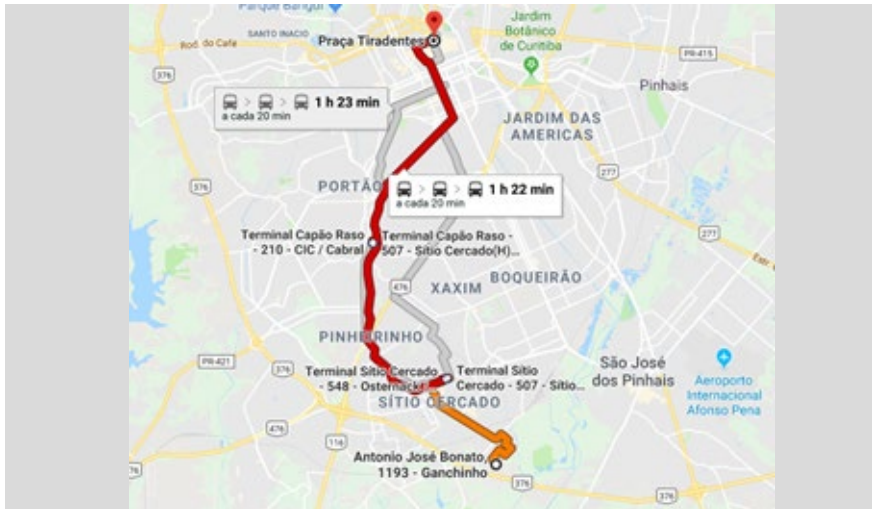 Parque Barigui
Jardim
Botânico
de Curitiba
SANTO INACIO
Praça Tiradentes
Rod. do Café
PR-415
376
Pinhais
1 h 23 min
a cada 20 min
JARDIM DAS
AMERICAS
277
376
PORTÃO
1 h 22 min
a cada 20 min
277
Terminal Capão Raso
- 210 - CIC / Cabral
Terminal Capão Raso -
507 - Sítio Cercado(H)...
BOQUEIRÃO
476
XAXIM
PINHEIRINHO
PR-421
376
Terminal Sítio Cercado
- 548 - Osternack
Terminal Sítio
Cercado - 507 - Sítio...
São José
dos Pinhais
Aeroporto
Internacional
Afonso Pena
SÍTIO CERCADO
476
116
Antonio José Bonato,
1193 - Ganchinho
376
376